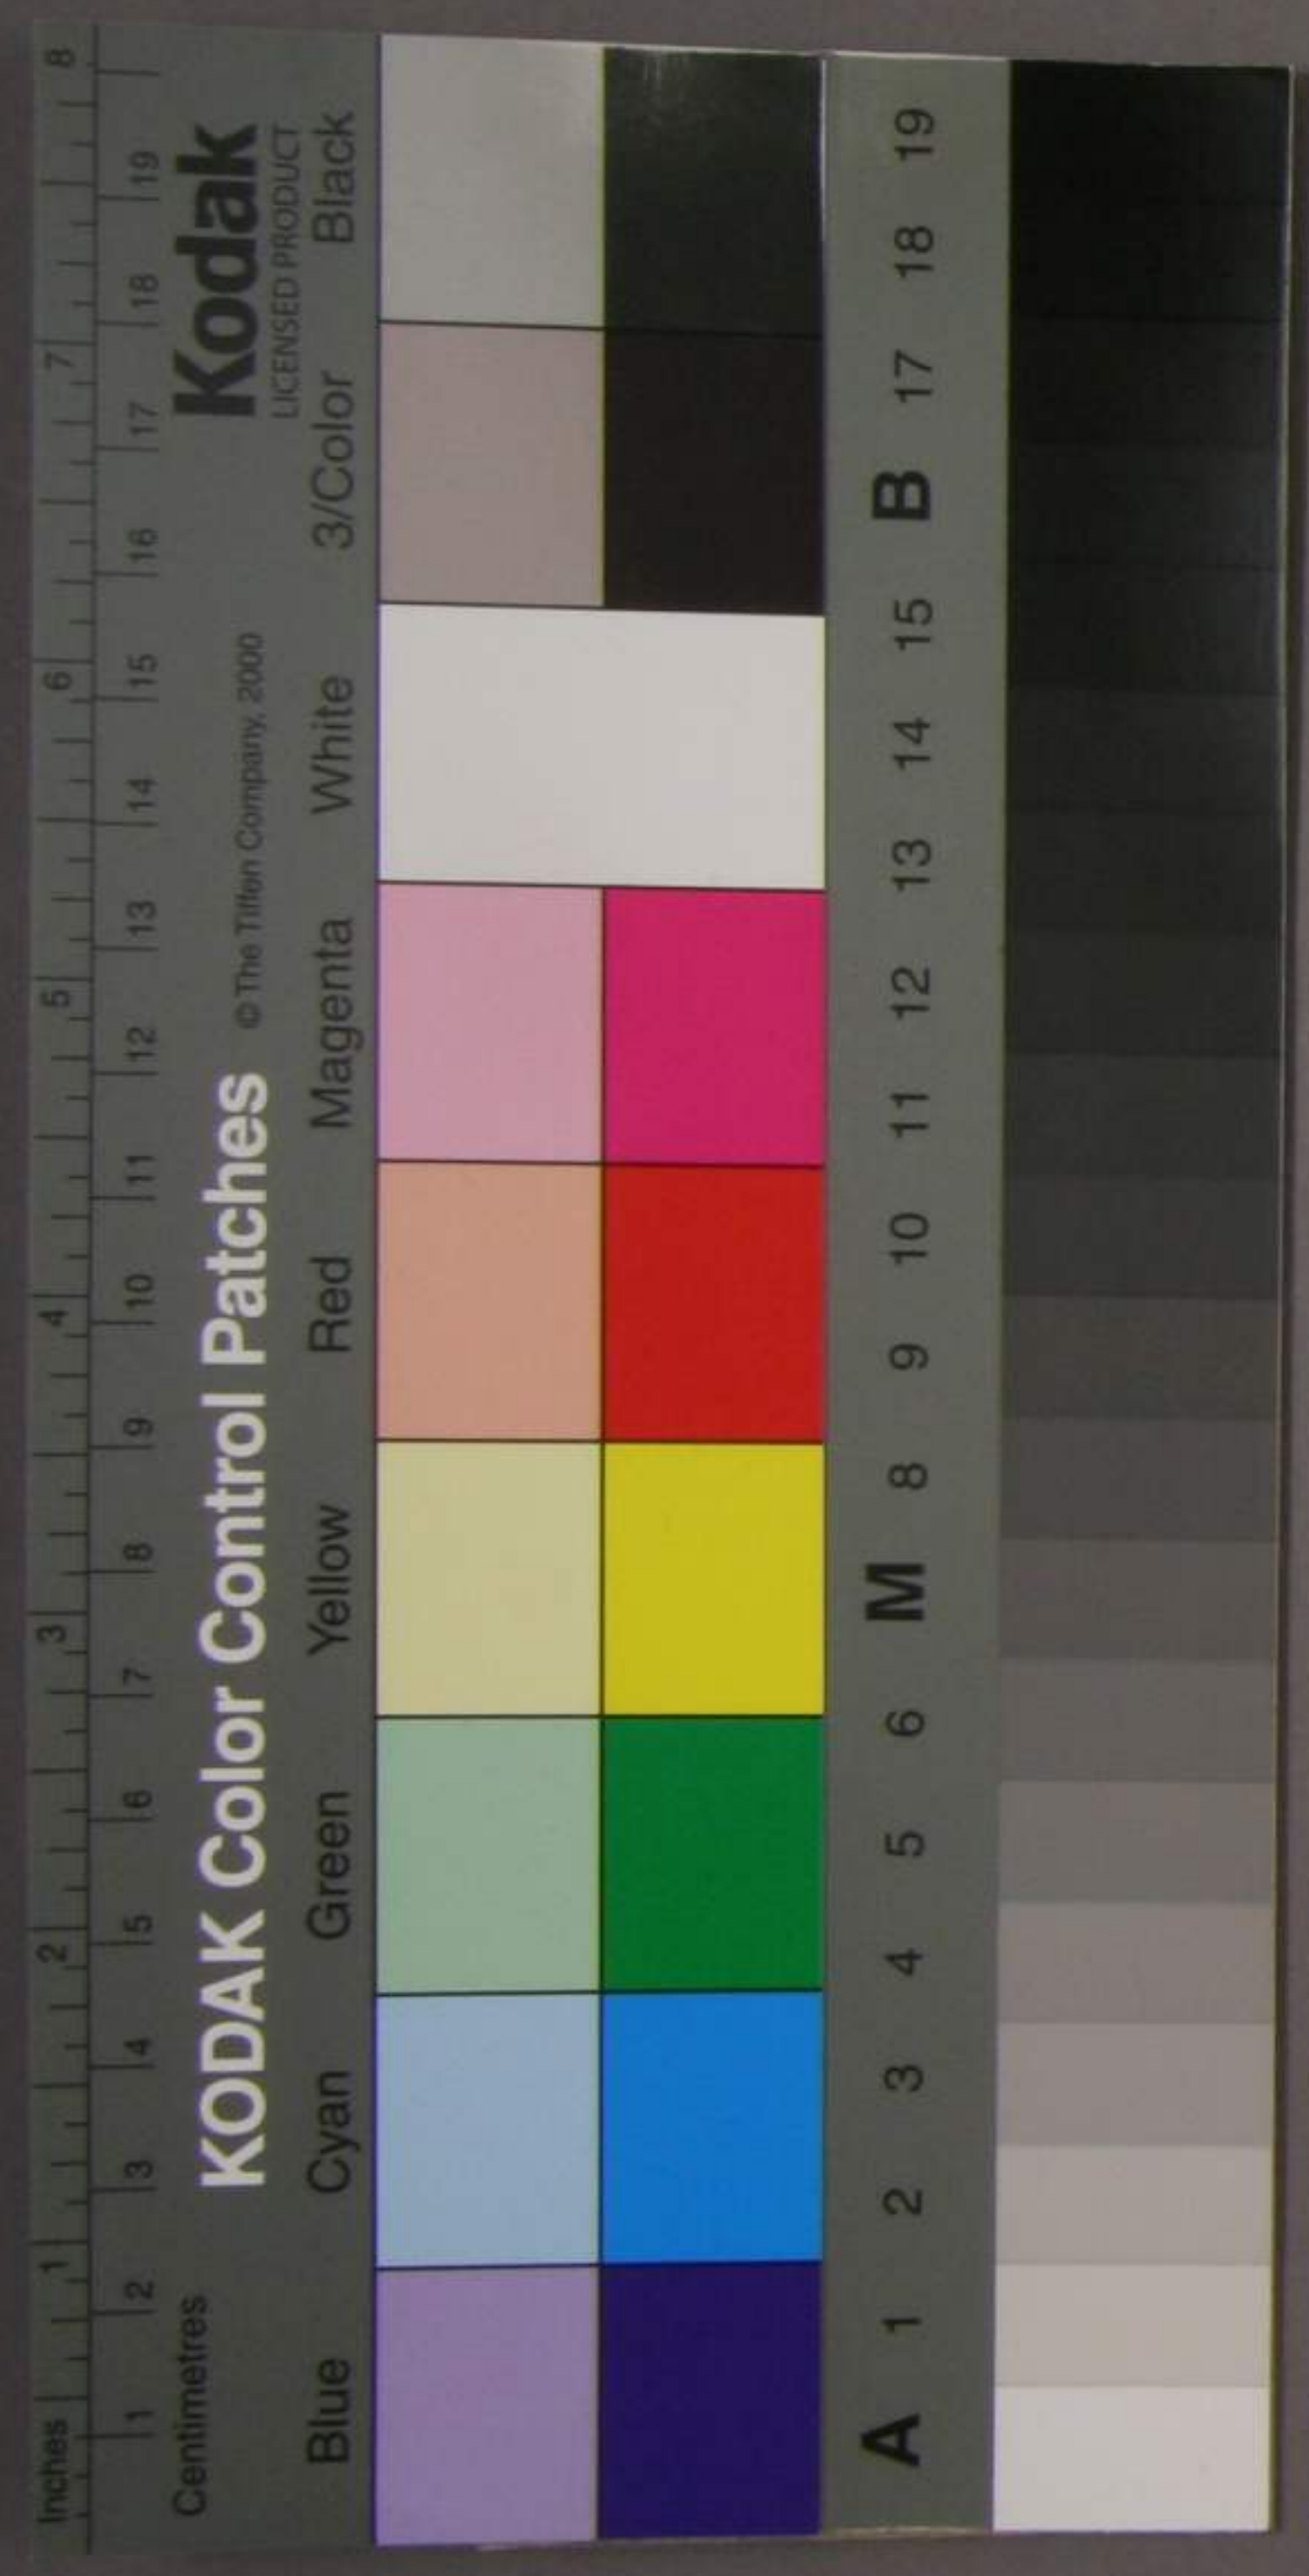 Inches 1 2 3 4 5 6 7 8
1 2 3 4 5 6 7 8 9 10 11 12 13 14 15 16 17 18 19
Centimetres
KODAK Color Control Patches © The Tiffen Company, 2000 Kodak
LICENSED PRODUCT
Blue Cyan Green Yellow Red Magenta White 3/Color Black
A 1 2 3 4 5 6 M 8 9 10 11 12 13 14 15 B 17 18 19